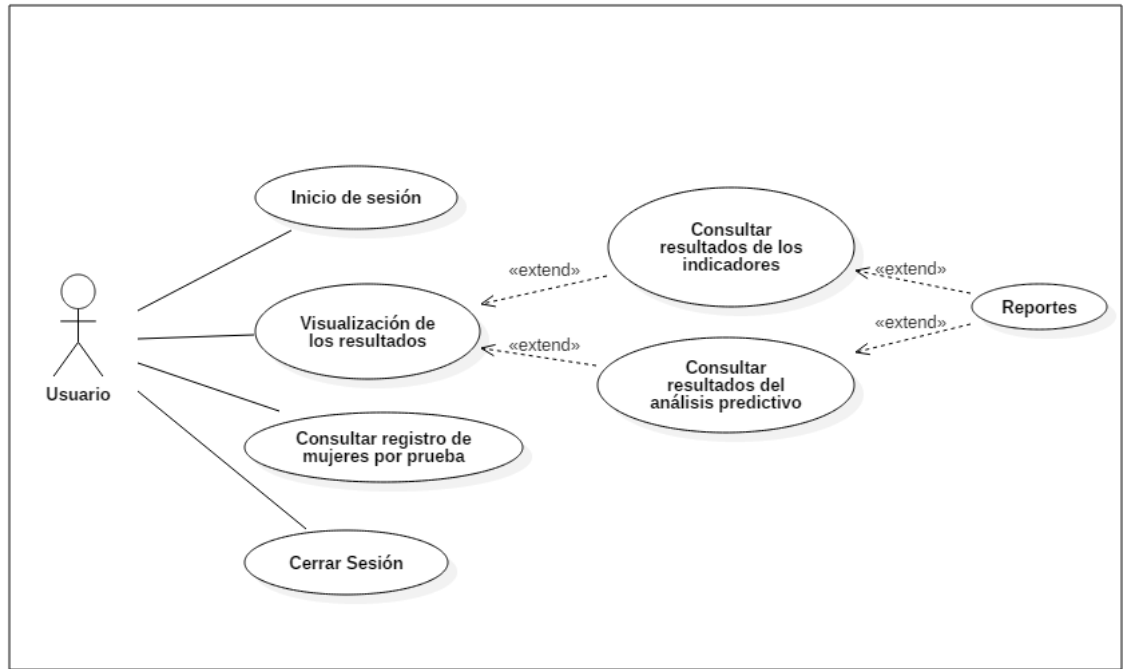 Inicio de sesión
Visualización de
los resultados
Consultar registro de
mujeres por prueba
Cerrar Sesión
Usuario
«extend»
«extend»
Consultar
resultados de los
indicadores
Consultar
resultados del
análisis predictivo
«extend»
«extend»
Reportes